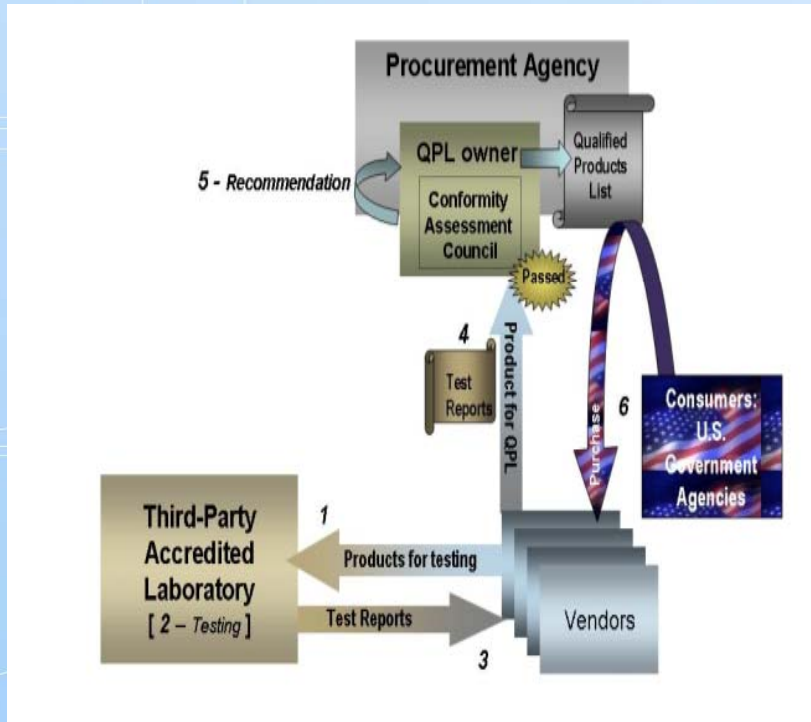 Procurement Agency
QPL owner
Conformity
Assessment
Council
Qualified
Products
List
5 - Recommendation
Passed
4
Test
Reports
Product for QPL
Purchase
6
Consumers:
U.S.
Government
Agencies
Third-Party
Accredited
Laboratory
[ 2 – Testing ]
1
Products for testing
Test Reports
3
Vendors